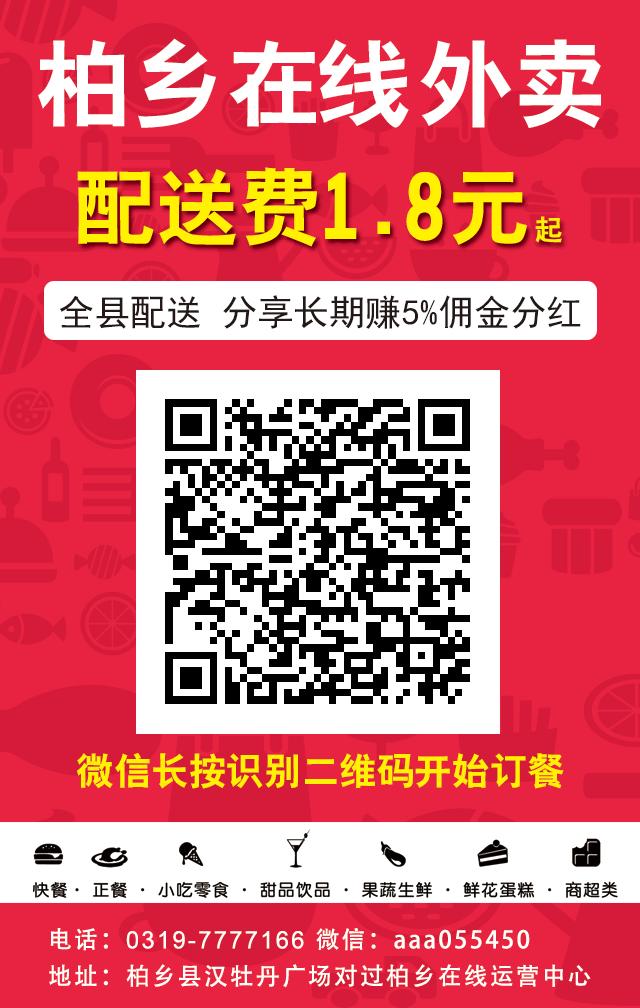 柏乡在线外卖
配送费1.8元起
全县配送 分享长期赚5%佣金分红
微信长按识别二维码开始订餐
快餐· 正餐 · 小吃零食 · 甜品饮品 · 果蔬生鲜 · 鲜花蛋糕 · 商超类
电话：0319-7777166 微信：aaa055450
地址：柏乡县汉牡丹广场对过柏乡在线运营中心